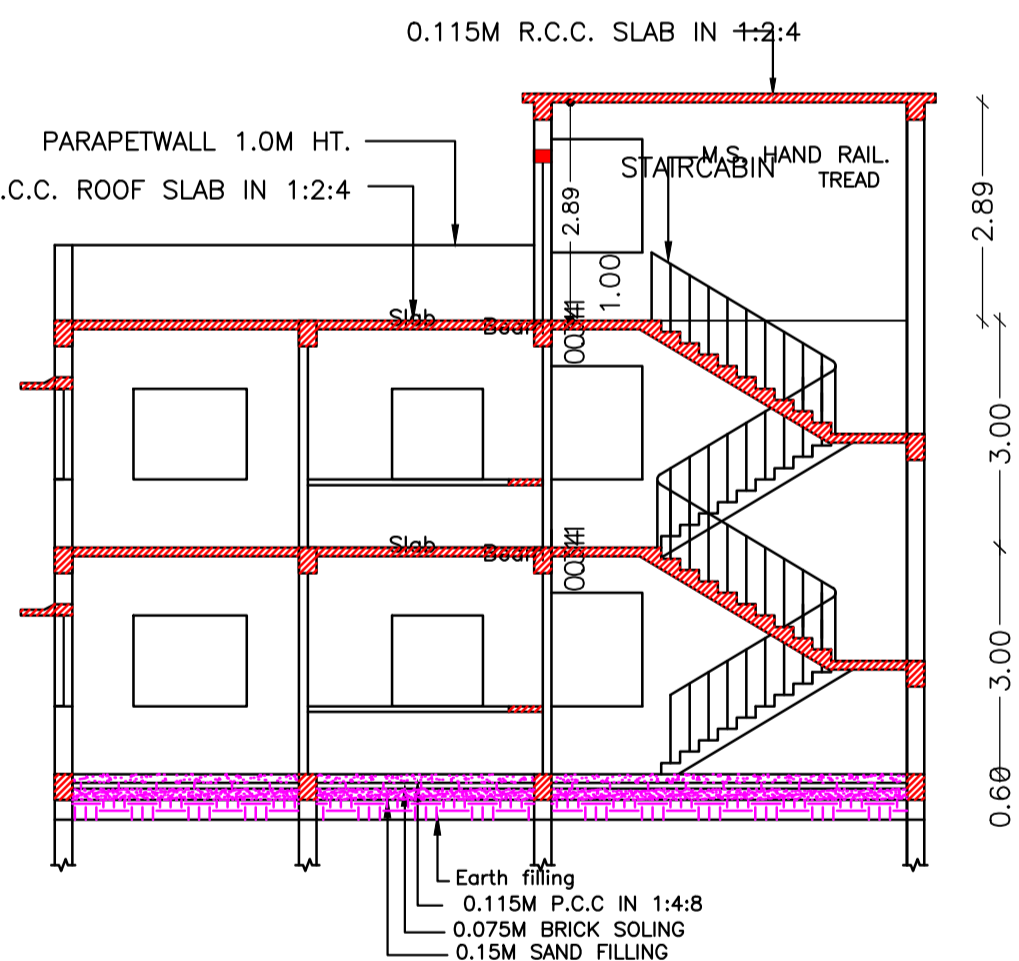 0.115M R.C.C. SLAB IN 1:2:4
PARAPETWALL 1.0M HT.
M.S. HAND RAIL.
STAIRCABIN
TREAD
.C.C. ROOF SLAB IN 1:2:4
2.89
2.89
1.00
Slab
3.00
Slab
3.00
0.60
Earth filling
0.115M P.C.C IN 1:4:8
0.075M BRICK SOLING
0.15M SAND FILLING